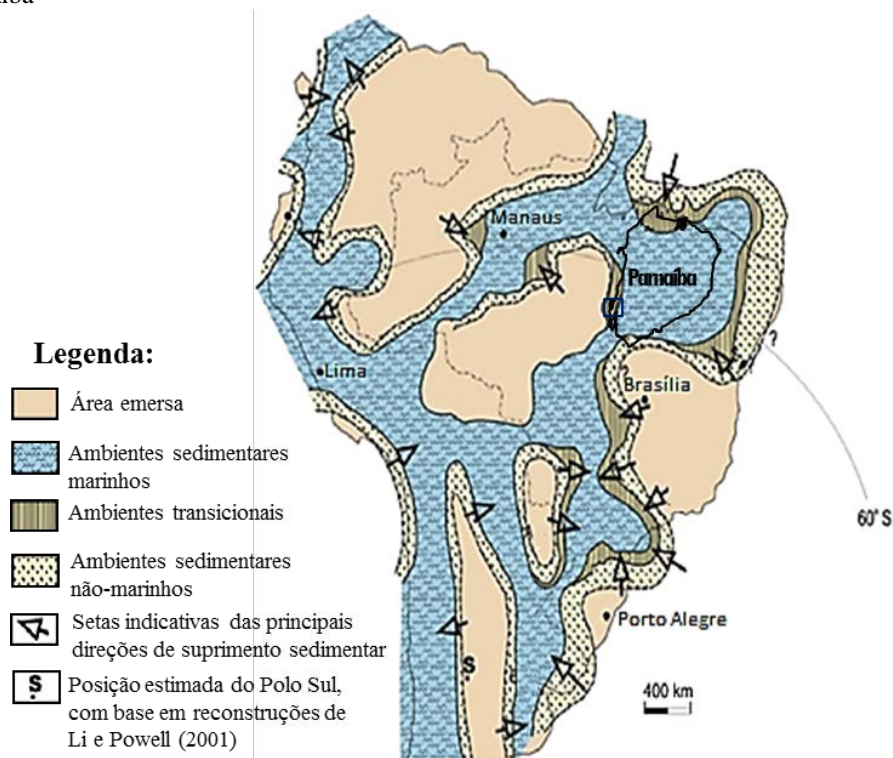 Manaus
Parnaíba
Lima
Brasília
?
60° S
Porto Alegre
400 km
S
Legenda:
Área emersa
Ambientes sedimentares
marinhos
Ambientes transicionais
Ambientes sedimentares
não-marinhos
Setas indicativas das principais
direções de suprimento sedimentar
S
Posição estimada do Polo Sul,
com base em reconstruções de
Li e Powell (2001)